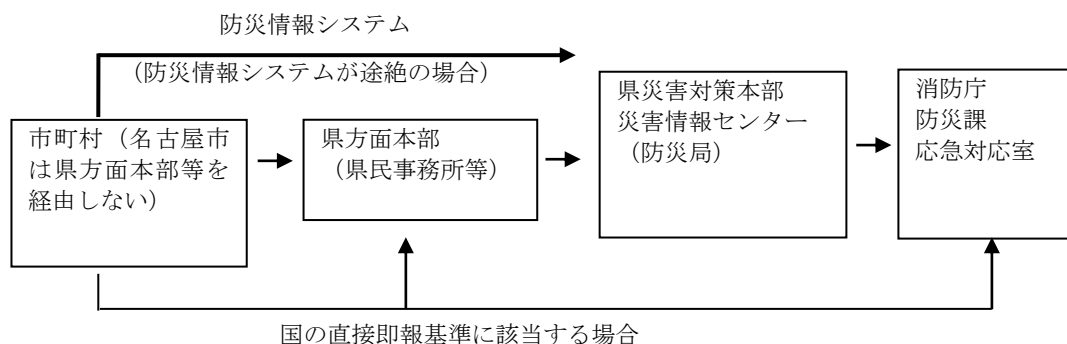 防災情報システム
（防災情報システムが途絶の場合）
市町村（名古屋市
は県方面本部等を
経由しない）
県方面本部
（県民事務所等）
県災害対策本部
災害情報センター
（防災局）
消防庁
防災課
応急対応室
国の直接即報基準に該当する場合